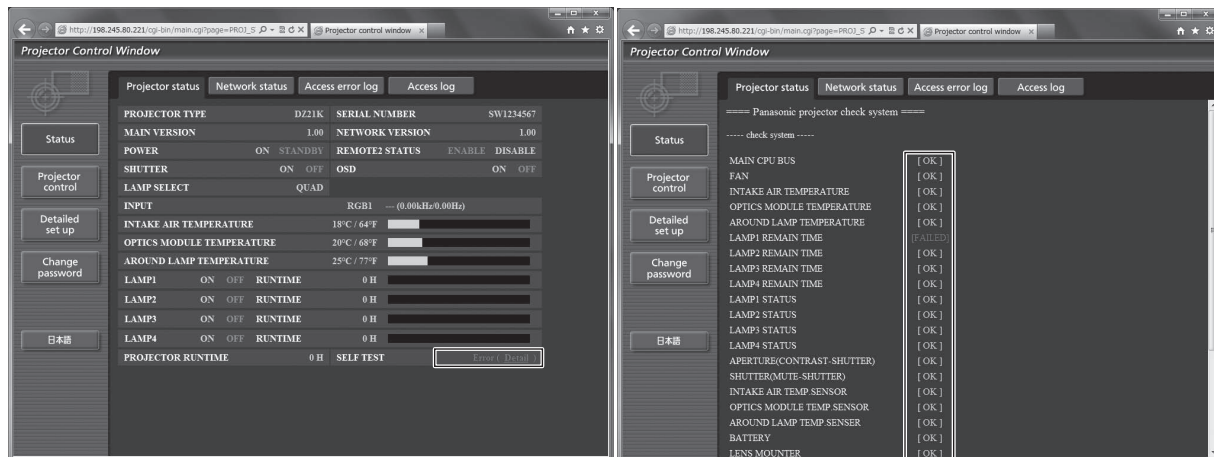 http://198.245.80.221/cgi-bin/main.cgi?page=PROJ_S
Projector control window
Projector Control Window
Projector status
Network status
Access error log
Access log
Status
Projector control
Detailed set up
Change password
日本語
PROJECTOR TYPE DZ21K SERIAL NUMBER SW1234567
MAIN VERSION 1.00 NETWORK VERSION 1.00
POWER ON STANDBY REMOTE2 STATUS ENABLE DISABLE
SHUTTER ON OFF OSD ON OFF
LAMP SELECT QUAD
INPUT RGB1 --- (0.00kHz/0.00Hz)
INTAKE AIR TEMPERATURE 18°C / 64°F
OPTICS MODULE TEMPERATURE 20°C / 68°F
AROUND LAMP TEMPERATURE 25°C / 77°F
LAMP1 ON OFF RUNTIME 0 H
LAMP2 ON OFF RUNTIME 0 H
LAMP3 ON OFF RUNTIME 0 H
LAMP4 ON OFF RUNTIME 0 H
PROJECTOR RUNTIME 0 H SELF TEST Error ( Detail )
http://198.245.80.221/cgi-bin/main.cgi?page=PROJ_S
Projector control window
Projector Control Window
Projector status
Network status
Access error log
Access log
Status
Projector control
Detailed set up
Change password
日本語
==== Panasonic projector check system ====
----- check system -----
MAIN CPU BUS [ OK ]
FAN [ OK ]
INTAKE AIR TEMPERATURE [ OK ]
OPTICS MODULE TEMPERATURE [ OK ]
AROUND LAMP TEMPERATURE [ OK ]
LAMP1 REMAIN TIME [FAILED]
LAMP2 REMAIN TIME [ OK ]
LAMP3 REMAIN TIME [ OK ]
LAMP4 REMAIN TIME [ OK ]
LAMP1 STATUS [ OK ]
LAMP2 STATUS [ OK ]
LAMP3 STATUS [ OK ]
LAMP4 STATUS [ OK ]
APERTURE(CONTRAST-SHUTTER) [ OK ]
SHUTTER(MUTE-SHUTTER) [ OK ]
INTAKE AIR TEMP.SENSOR [ OK ]
OPTICS MODULE TEMP.SENSOR [ OK ]
AROUND LAMP TEMP.SENSER [ OK ]
BATTERY [ OK ]
LENS MOUNTER [ OK ]